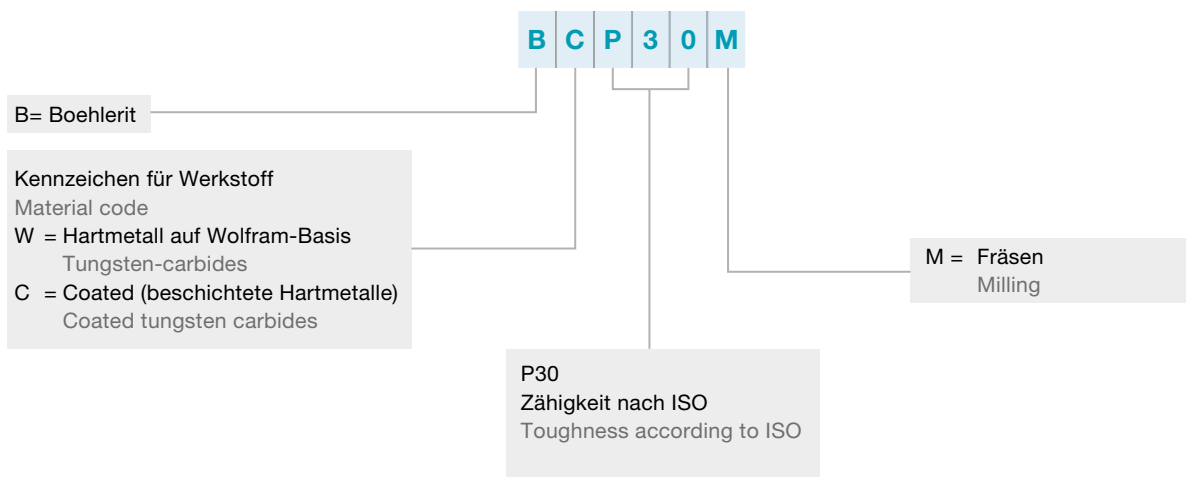 B C P 3 0 M
B= Boehlerit
Kennzeichen für Werkstoff
Material code
W = Hartmetall auf Wolfram-Basis
Tungsten-carbides
C = Coated (beschichtete Hartmetalle)
Coated tungsten carbides
M = Fräsen
Milling
P30
Zähigkeit nach ISO
Toughness according to ISO